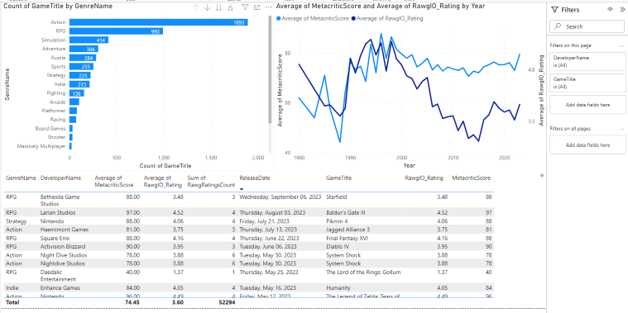 Count of GameTitle by GenreName
Action
1891
RPG
993
Simulation
414
Adventure
306
Puzzle
284
Sports
255
Strategy
225
Indie
215
Fighting
156
Arcade
Platformer
Racing
Board Games
Shooter
Massively Multiplayer
0
500
1,000
1,500
2,000
Count of GameTitle
GenreName
Average of MetacriticScore and Average of RawgIO_Rating by Year
Average of MetacriticScore
Average of RawgIO_Rating
Average of MetacriticScore
80
60
40
4.0
3.5
Average of RawgIO_Rating
1980
1990
2000
2010
2020
Year
GenreName DeveloperName Average of MetacriticScore Average of RawgIO_Rating Sum of RawgRatingsCount ReleaseDate GameTitle RawgIO_Rating MetacriticScore
RPG Bethesda Game Studios 88.00 3.48 3 Wednesday, September 06, 2023 Starfield 3.48 88
RPG Larian Studios 97.00 4.52 4 Thursday, August 03, 2023 Baldur's Gate III 4.52 97
Strategy Nintendo 88.00 4.06 4 Friday, July 21, 2023 Pikmin 4 4.06 88
Action Haemimont Games 81.00 3.75 3 Thursday, July 13, 2023 Jagged Alliance 3 3.75 81
RPG Square Enix 88.00 4.16 4 Thursday, June 22, 2023 Final Fantasy XVI 4.16 88
RPG Activision Blizzard 90.00 3.95 3 Tuesday, June 06, 2023 Diablo IV 3.95 90
Action Night Dive Studios 78.00 3.88 6 Tuesday, May 30, 2023 System Shock 3.88 78
Action Nightdive Studios 78.00 3.88 6 Tuesday, May 30, 2023 System Shock 3.88 78
RPG Daedalic Entertainment 40.00 1.37 1 Thursday, May 25, 2023 The Lord of the Rings: Gollum 1.37 40
Indie Enhance Games 84.00 4.05 4 Tuesday, May 16, 2023 Humanity 4.05 84
Action Nintendo 96.00 4.49 4 Friday, May 12, 2023 The Legend of Zelda: Tears of 4.49 96
Total 74.45 3.60 52294
Filters
Search
Filters on this page
DeveloperName
is (All)
GameTitle
is (All)
Add data fields here
Filters on all pages
Add data fields here